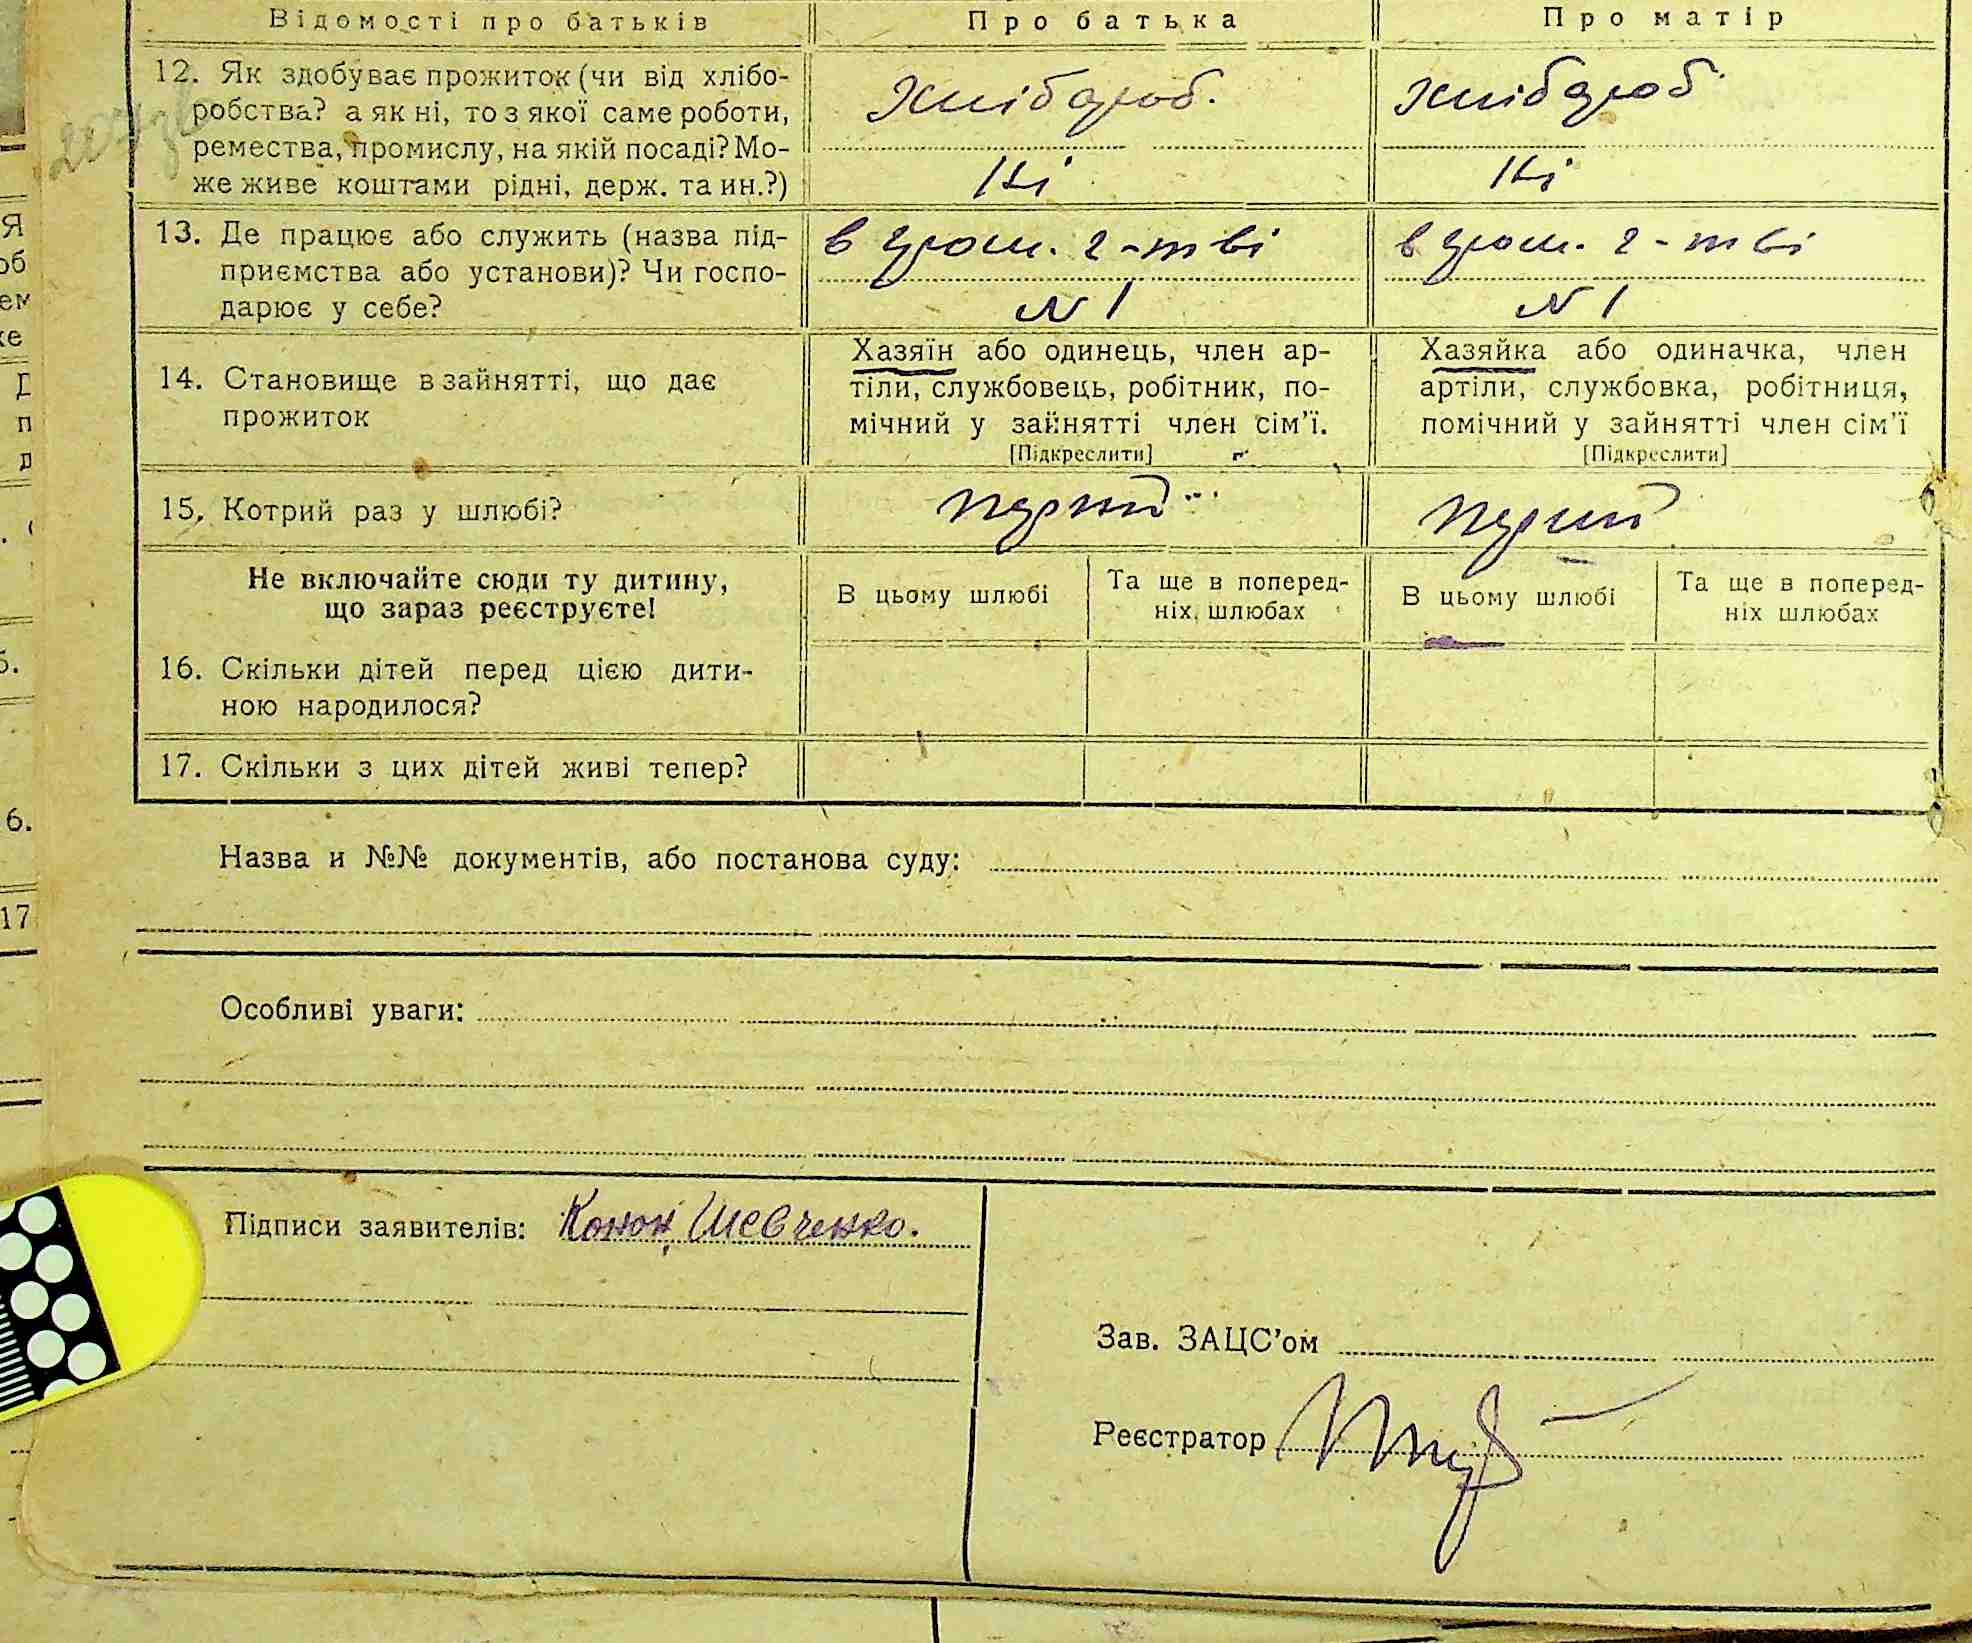 Відомості про батьків Про батька Про матір
12. Як здобуває прожиток (чи від хлібо-
робства? а як ні, то з якої саме роботи,
ремества, промислу, на якій посаді? Мо-
же живе коштами рідні, держ. та ин.?)
Хлібороб.
Ні
Хлібороб
Ні
13. Де працює або служить (назва під-
приємства або установи)? Чи госпо-
дарює у себе?
в гром. г-тві
N 1
в гром. г-тві
N 1
14. Становище в зайнятті, що дає
прожиток
Хазяїн або одинець, член ар-
тіли, службовець, робітник, по-
мічний у зайнятті член сім'ї.
[Підкреслити]
Хазяйка або одиначка, член
артіли, службовка, робітниця,
помічний у зайнятті член сім'ї
[Підкреслити]
15. Котрий раз у шлюбі?
Не включайте сюди ту дитину,
що зараз реєструєте!
В цьому шлюбі
Та ще в поперед-
ніх шлюбах
В цьому шлюбі
Та ще в поперед-
ніх шлюбах
16. Скільки дітей перед цією дити-
ною народилося?
17. Скільки з цих дітей живі тепер?
Назва и №№ документів, або постанова суду:
Особливі уваги:
Підписи заявителів: Конон Шевченко.
Зав. ЗАЦС'ом
Реєстратор
6.
17